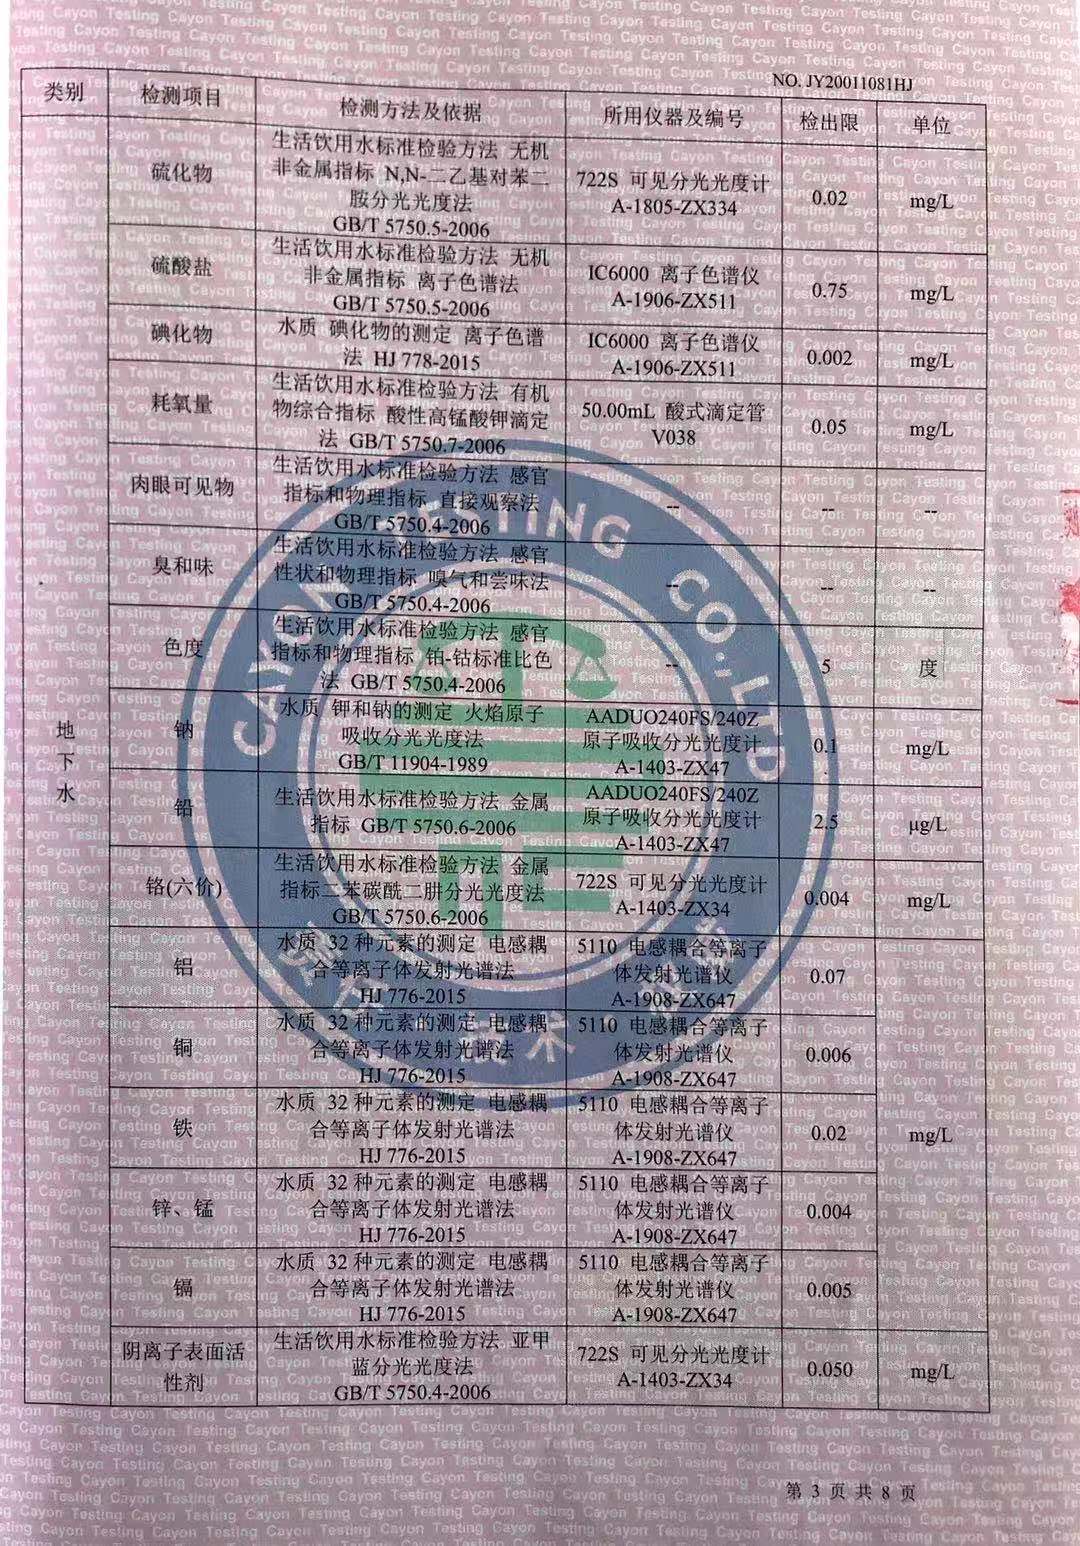 NO. JY20011081HJ
类别 检测项目 检测方法及依据 所用仪器及编号 检出限 单位
地下水
硫化物
生活饮用水标准检验方法 无机
非金属指标 N,N-二乙基对苯二
胺分光光度法
GB/T 5750.5-2006
722S 可见分光光度计
A-1805-ZX334
0.02
mg/L
硫酸盐
生活饮用水标准检验方法 无机
非金属指标 离子色谱法
GB/T 5750.5-2006
IC6000 离子色谱仪
A-1906-ZX511
0.75
mg/L
碘化物
水质 碘化物的测定 离子色谱
法 HJ 778-2015
IC6000 离子色谱仪
A-1906-ZX511
0.002
mg/L
耗氧量
生活饮用水标准检验方法 有机
物综合指标 酸性高锰酸钾滴定
法 GB/T 5750.7-2006
50.00mL 酸式滴定管
V038
0.05
mg/L
肉眼可见物
生活饮用水标准检验方法 感官
指标和物理指标 直接观察法
GB/T 5750.4-2006
--
--
--
臭和味
生活饮用水标准检验方法 感官
性状和物理指标 嗅气和尝味法
GB/T 5750.4-2006
--
--
--
色度
生活饮用水标准检验方法 感官
指标和物理指标 铂-钴标准比色
法 GB/T 5750.4-2006
--
5
度
钠
水质 钾和钠的测定 火焰原子
吸收分光光度法
GB/T 11904-1989
AADUO240FS/240Z
原子吸收分光光度计
A-1403-ZX47
0.1
mg/L
铅
生活饮用水标准检验方法 金属
指标 GB/T 5750.6-2006
AADUO240FS/240Z
原子吸收分光光度计
A-1403-ZX47
2.5
μg/L
铬(六价)
生活饮用水标准检验方法 金属
指标二苯碳酰二肼分光光度法
GB/T 5750.6-2006
722S 可见分光光度计
A-1403-ZX34
0.004
mg/L
铝
水质 32 种元素的测定 电感耦
合等离子体发射光谱法
HJ 776-2015
5110 电感耦合等离子
体发射光谱仪
A-1908-ZX647
0.07
铜
水质 32 种元素的测定 电感耦
合等离子体发射光谱法
HJ 776-2015
5110 电感耦合等离子
体发射光谱仪
A-1908-ZX647
0.006
铁
水质 32 种元素的测定 电感耦
合等离子体发射光谱法
HJ 776-2015
5110 电感耦合等离子
体发射光谱仪
A-1908-ZX647
0.02
mg/L
锌、锰
水质 32 种元素的测定 电感耦
合等离子体发射光谱法
HJ 776-2015
5110 电感耦合等离子
体发射光谱仪
A-1908-ZX647
0.004
镉
水质 32 种元素的测定 电感耦
合等离子体发射光谱法
HJ 776-2015
5110 电感耦合等离子
体发射光谱仪
A-1908-ZX647
0.005
阴离子表面活
性剂
生活饮用水标准检验方法 亚甲
蓝分光光度法
GB/T 5750.4-2006
722S 可见分光光度计
A-1403-ZX34
0.050
mg/L
CAYON TESTING CO.,LTD
第 3 页 共 8 页